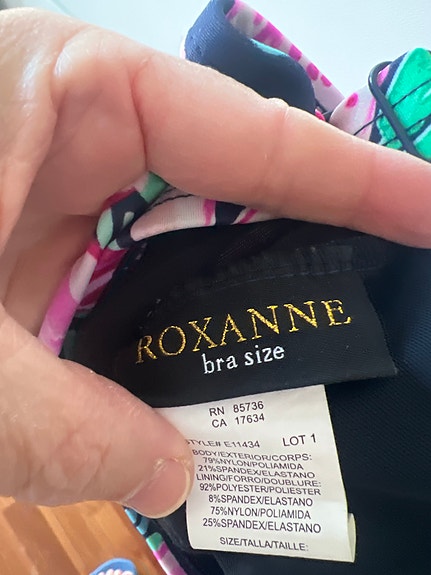 ROXANNE
bra size
RN 85736
CA 17634
STYLE# E11434 LOT 1
BODY/EXTERIOR/CORPS:
79%NYLON/POLIAMIDA
21%SPANDEX/ELASTANO
LINING/FORRO/DOUBLURE:
92%POLYESTER/POLIESTER
8%SPANDEX/ELASTANO
75%NYLON/POLIAMIDA
25%SPANDEX/ELASTANO
SIZE/TALLA/TAILLE: